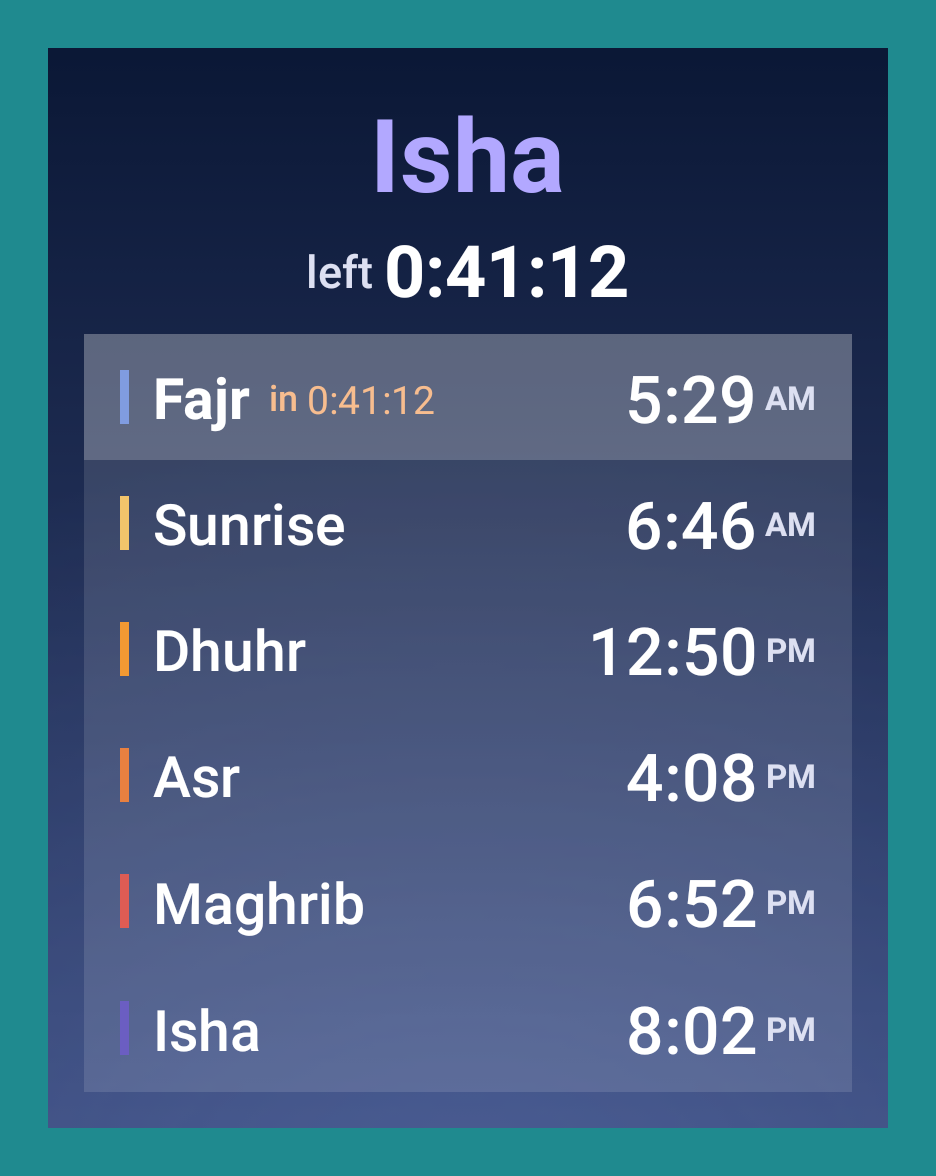 Isha
left 0:41:12
Fajr in 0:41:12 5:29 AM
Sunrise 6:46 AM
Dhuhr 12:50 PM
Asr 4:08 PM
Maghrib 6:52 PM
Isha 8:02 PM